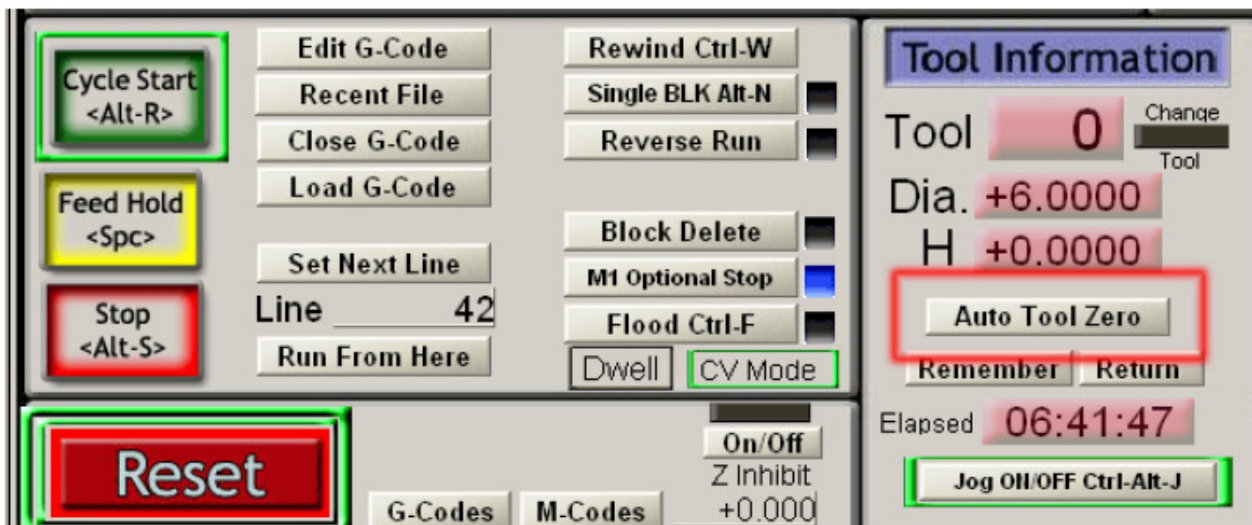 Cycle Start
<Alt-R>
Feed Hold
<Spc>
Stop
<Alt-S>
Edit G-Code
Recent File
Close G-Code
Load G-Code
Set Next Line
Line 42
Run From Here
Rewind Ctrl-W
Single BLK Alt-N
Reverse Run
Block Delete
M1 Optional Stop
Flood Ctrl-F
Dwell CV Mode
Reset
G-Codes M-Codes
On/Off
Z Inhibit
+0.000
Tool Information
Tool 0 Change
Tool
Dia. +6.0000
H +0.0000
Auto Tool Zero
Remember Return
Elapsed 06:41:47
Jog ON/OFF Ctrl-Alt-J